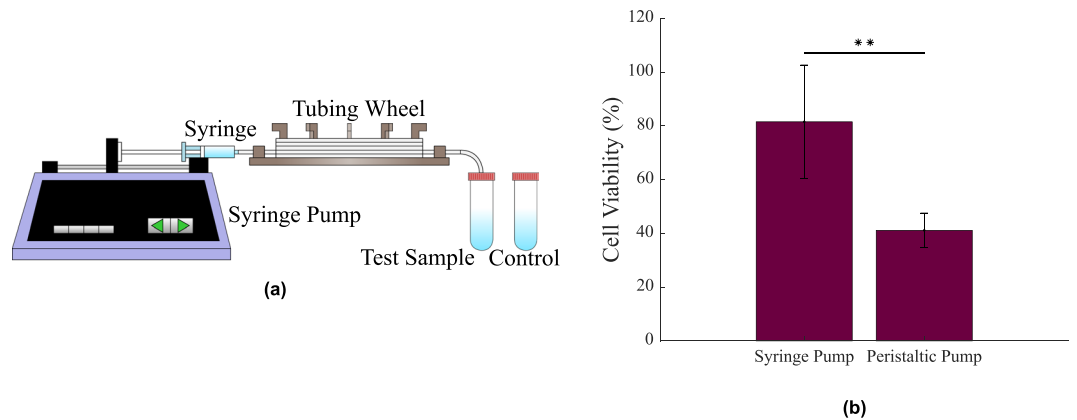 Tubing Wheel
Syringe
Syringe Pump
Test Sample
Control
(a)
120
100
80
60
40
20
0
Cell Viability (%)
**
Syringe Pump
Peristaltic Pump
(b)